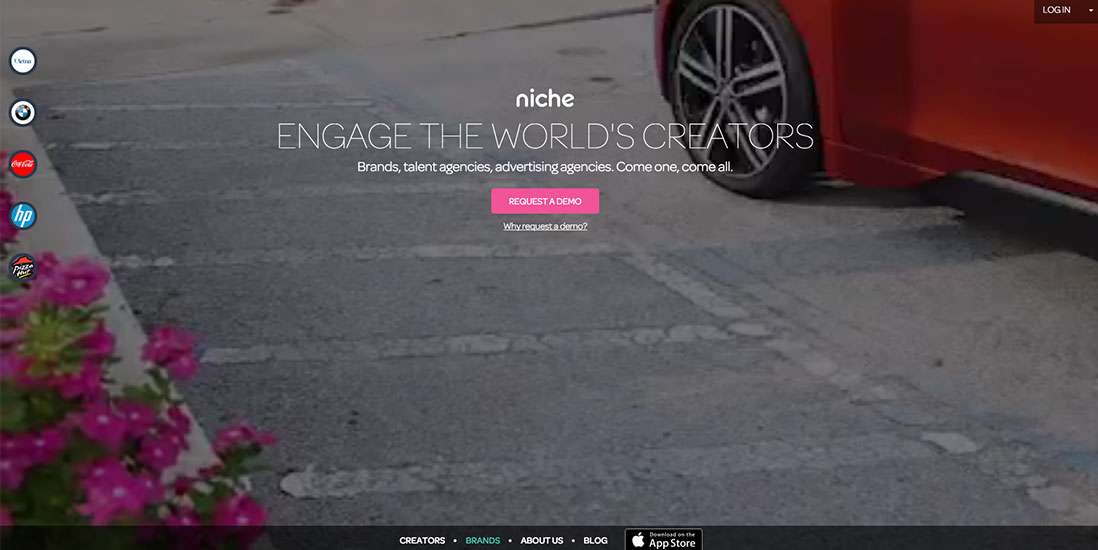 LOG IN
aetna
Coca-Cola
hp
Pizza
Hut
niche
ENGAGE THE WORLD'S CREATORS
Brands, talent agencies, advertising agencies. Come one, come all.
REQUEST A DEMO
Why request a demo?
CREATORS • BRANDS • ABOUT US • BLOG
Download on the
App Store